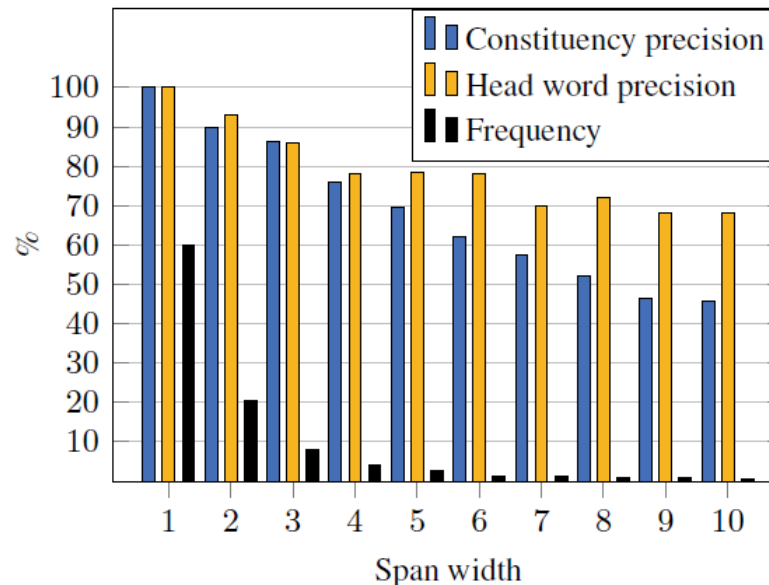 Constituency precision
Head word precision
Frequency
100
90
80
70
60
50
40
30
20
10
%
1 2 3 4 5 6 7 8 9 10
Span width